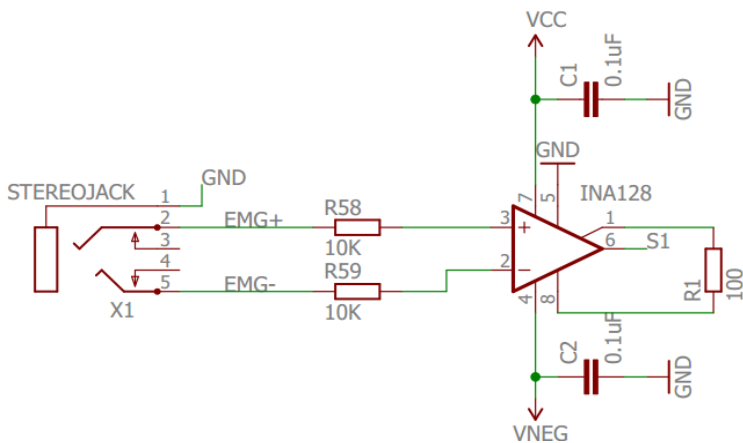 VCC
C1
0.1uF
GND
GND
7
5
INA128
STEREOJACK
1
GND
2
EMG+
R58
10K
3
+
1
6
S1
3
4
5
EMG-
R59
10K
2
-
4
8
R1
100
X1
C2
0.1uF
GND
VNEG